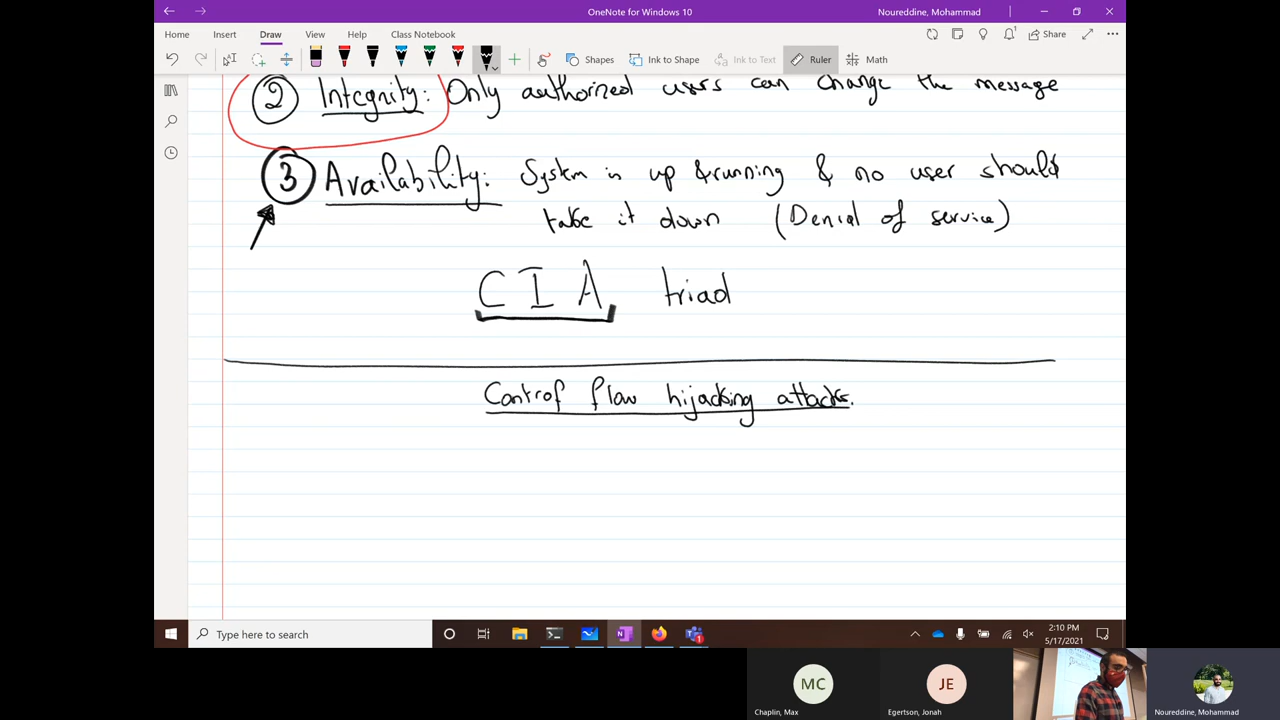 OneNote for Windows 10
Noureddine, Mohammad
Home Insert Draw View Help Class Notebook
Share
Shapes Ink to Shape Ink to Text Ruler Math
2 Integrity: Only authorized users can change the message
3 Availability: System is up & running & no user should
take it down (Denial of service)
C I A triad
Control flow hijacking attacks.
Type here to search
2:10 PM
5/17/2021
MC
JE
Chaplin, Max
Egertson, Jonah
Noureddine, Mohammad